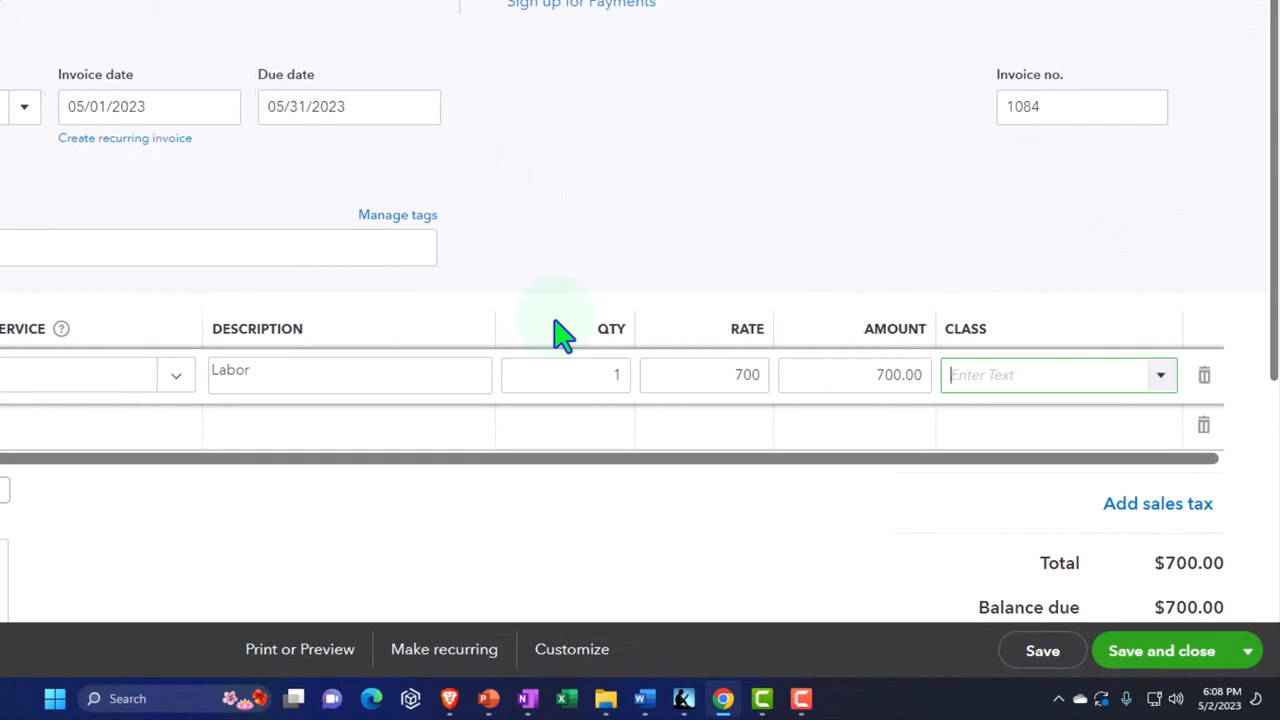 Sign up for Payments
Invoice date
Due date
Invoice no.
05/01/2023
05/31/2023
1084
Create recurring invoice
Manage tags
ERVICE ?
DESCRIPTION
QTY
RATE
AMOUNT
CLASS
Labor
1
700
700.00
Enter Text
Add sales tax
Total
$700.00
Balance due
$700.00
Print or Preview
Make recurring
Customize
Save
Save and close
Search
6:08 PM
5/2/2023